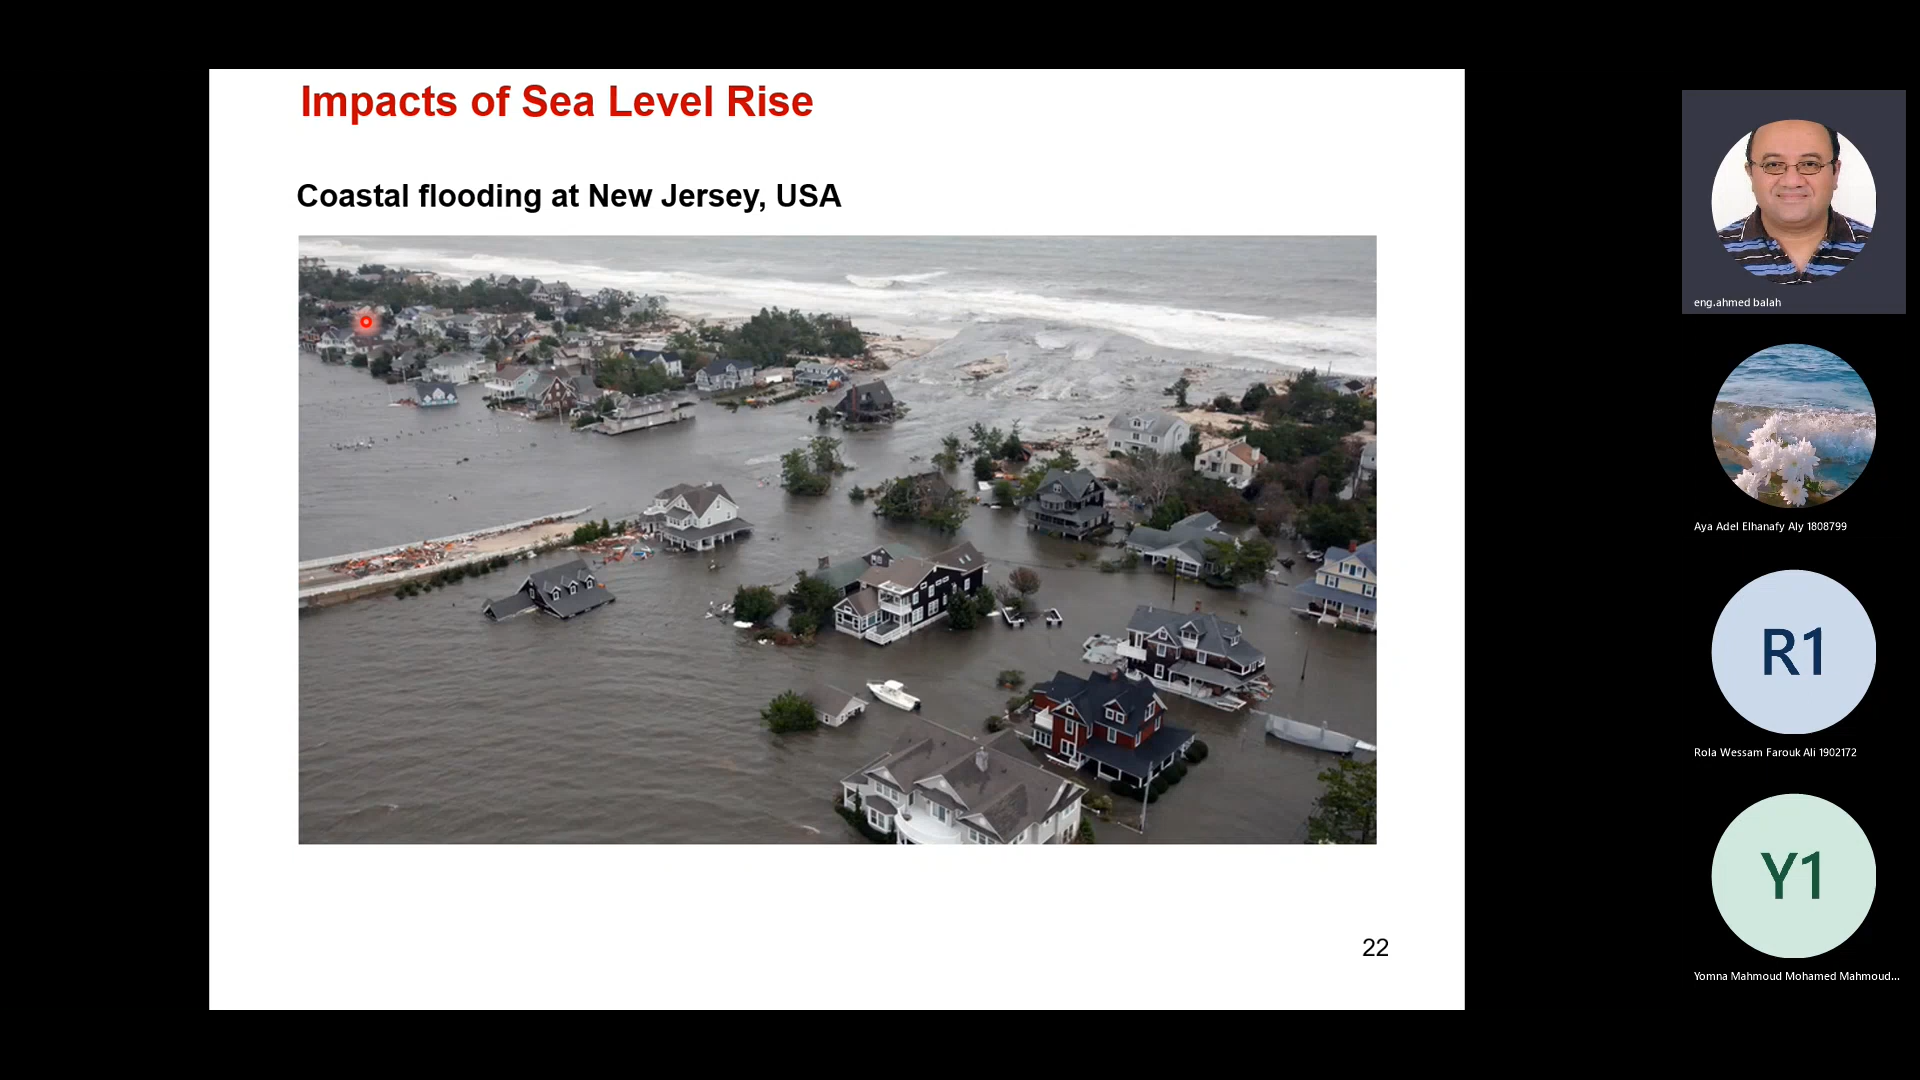 Impacts of Sea Level Rise
Coastal flooding at New Jersey, USA
22
eng.ahmed balah
Aya Adel Elhanafy Aly 1808799
R1
Rola Wessam Farouk Ali 1902172
Y1
Yomna Mahmoud Mohamed Mahmoud...